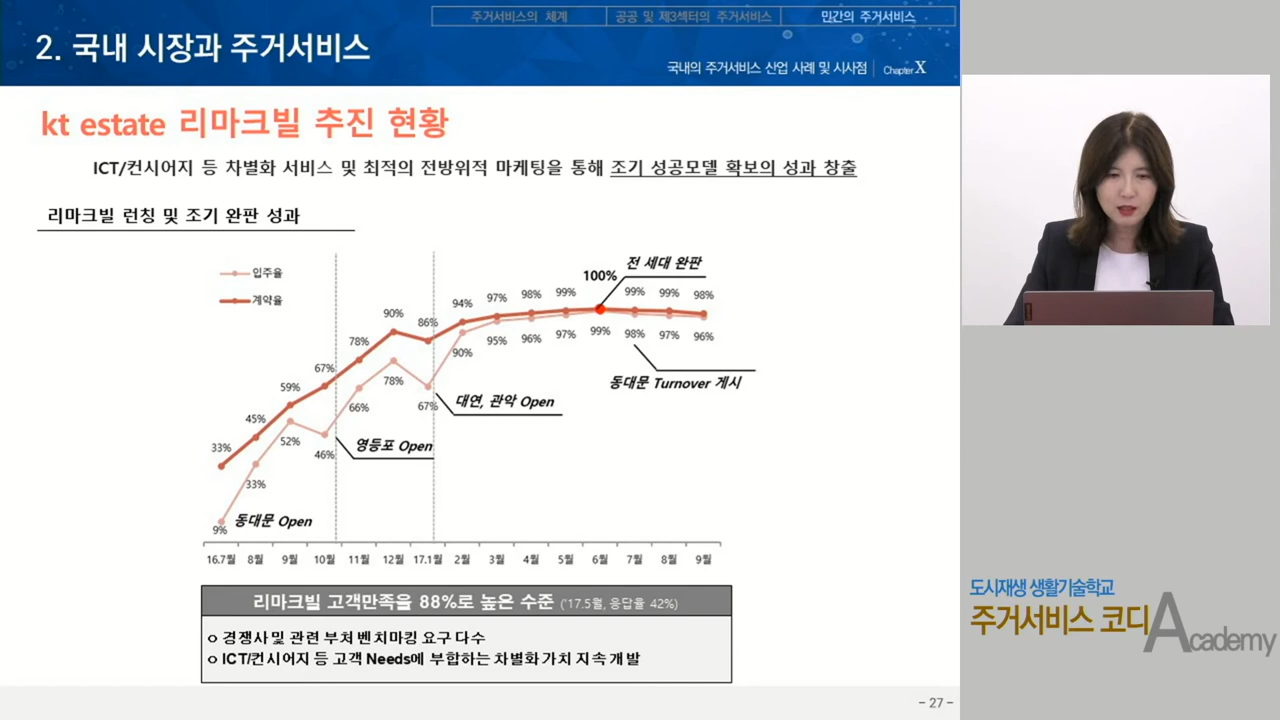 주거서비스의 체계
공공 및 제3섹터의 주거서비스
민간의 주거서비스
2. 국내 시장과 주거서비스
국내의 주거서비스 산업 사례 및 시사점 | Chapter X
kt estate 리마크빌 추진 현황
ICT/컨시어지 등 차별화 서비스 및 최적의 전방위적 마케팅을 통해 조기 성공모델 확보의 성과 창출
리마크빌 런칭 및 조기 완판 성과
입주율
계약율
전 세대 완판
33% 45% 59% 67% 78% 90% 86% 94% 97% 98% 99% 100% 99% 99% 98%
9% 33% 52% 46% 66% 78% 67% 90% 95% 96% 97% 99% 98% 97% 96%
동대문 Turnover 게시
대연, 관악 Open
영등포 Open
동대문 Open
16.7월 8월 9월 10월 11월 12월 17.1월 2월 3월 4월 5월 6월 7월 8월 9월
리마크빌 고객만족율 88%로 높은 수준 ('17.5월, 응답율 42%)
o 경쟁사 및 관련 부처 벤치마킹 요구 다수
o ICT/컨시어지 등 고객 Needs에 부합하는 차별화 가치 지속 개발
- 27 -
도시재생 생활기술학교
주거서비스 코디 Academy